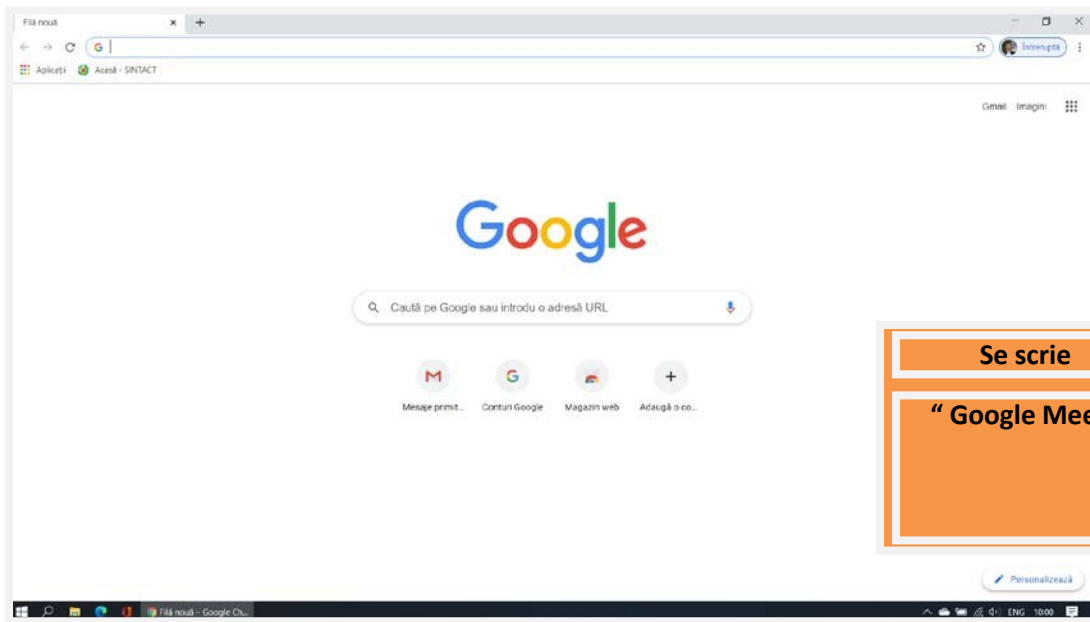 Filă nouă
Întreruptă
Aplicații Acasă - SINTACT
Gmail Imagini
Google
Caută pe Google sau introdu o adresă URL
Mesaje primit... Conturi Google Magazin web Adaugă o co...
Se scrie
“ Google Mee
Personalizează
Filă nouă – Google Ch...
ENG 10:00